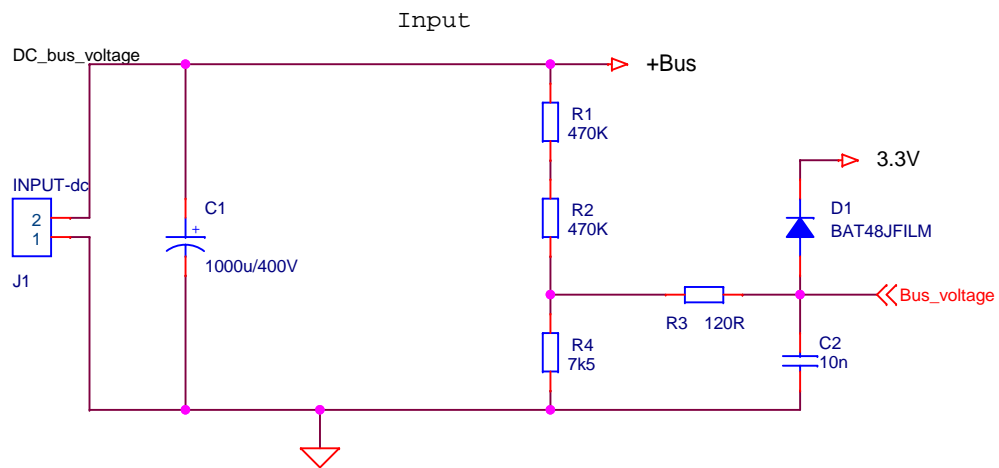 Input
DC_bus_voltage
+Bus
R1
470K
3.3V
INPUT-dc
2
1
J1
C1
+
1000u/400V
R2
470K
D1
BAT48JFILM
Bus_voltage
R3 120R
R4
7k5
C2
10n